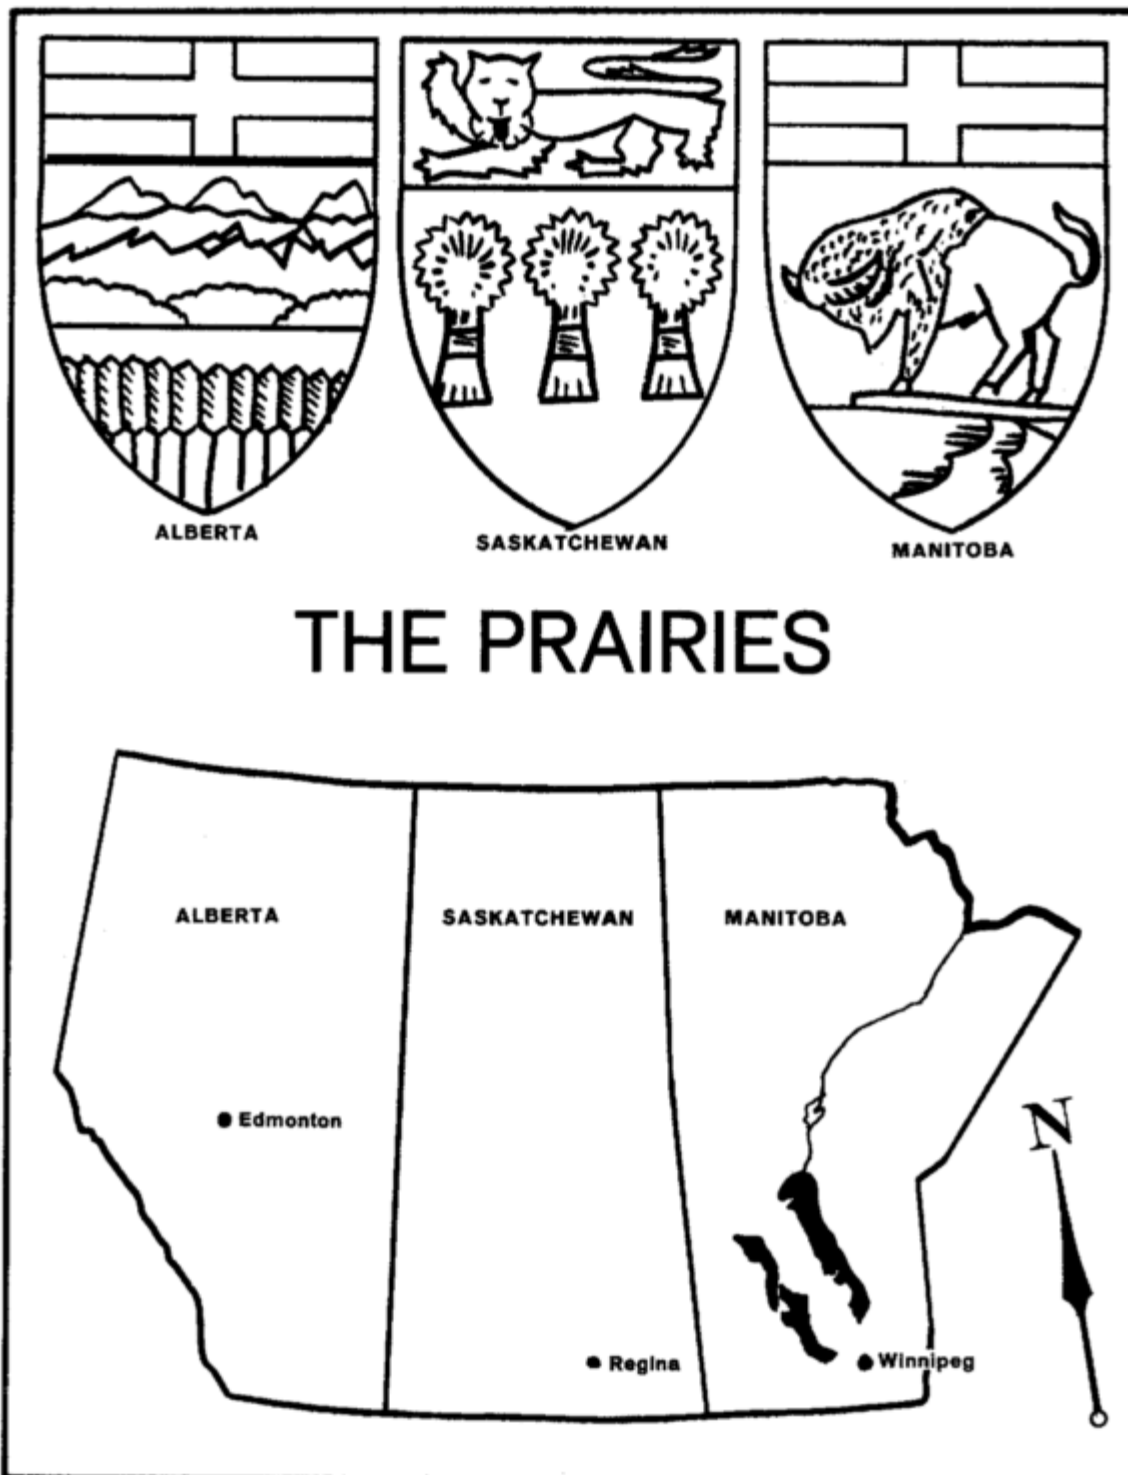 ALBERTA
SASKATCHEWAN
MANITOBA
THE PRAIRIES
ALBERTA
SASKATCHEWAN
MANITOBA
Edmonton
N
Regina
Winnipeg